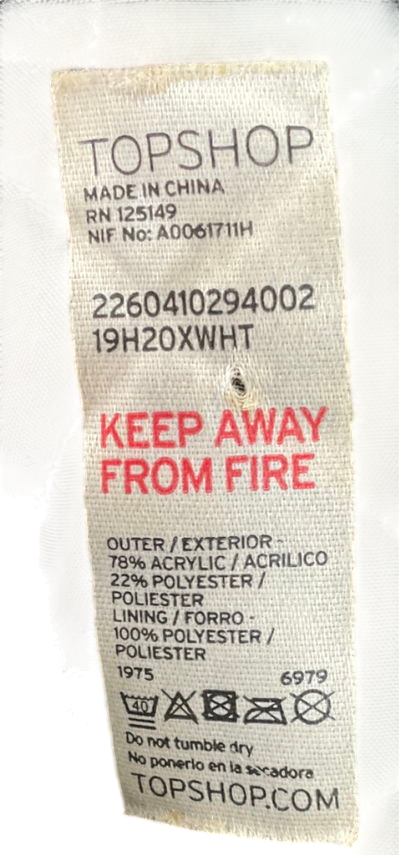 TOPSHOP
MADE IN CHINA
RN 125149
NIF No: A0061711H
2260410294002
19H20XWHT
KEEP AWAY
FROM FIRE
OUTER / EXTERIOR -
78% ACRYLIC / ACRILICO
22% POLYESTER /
POLIESTER
LINING / FORRO -
100% POLYESTER /
POLIESTER
1975 6979
40
Do not tumble dry
No ponerlo en la secadora
TOPSHOP.COM